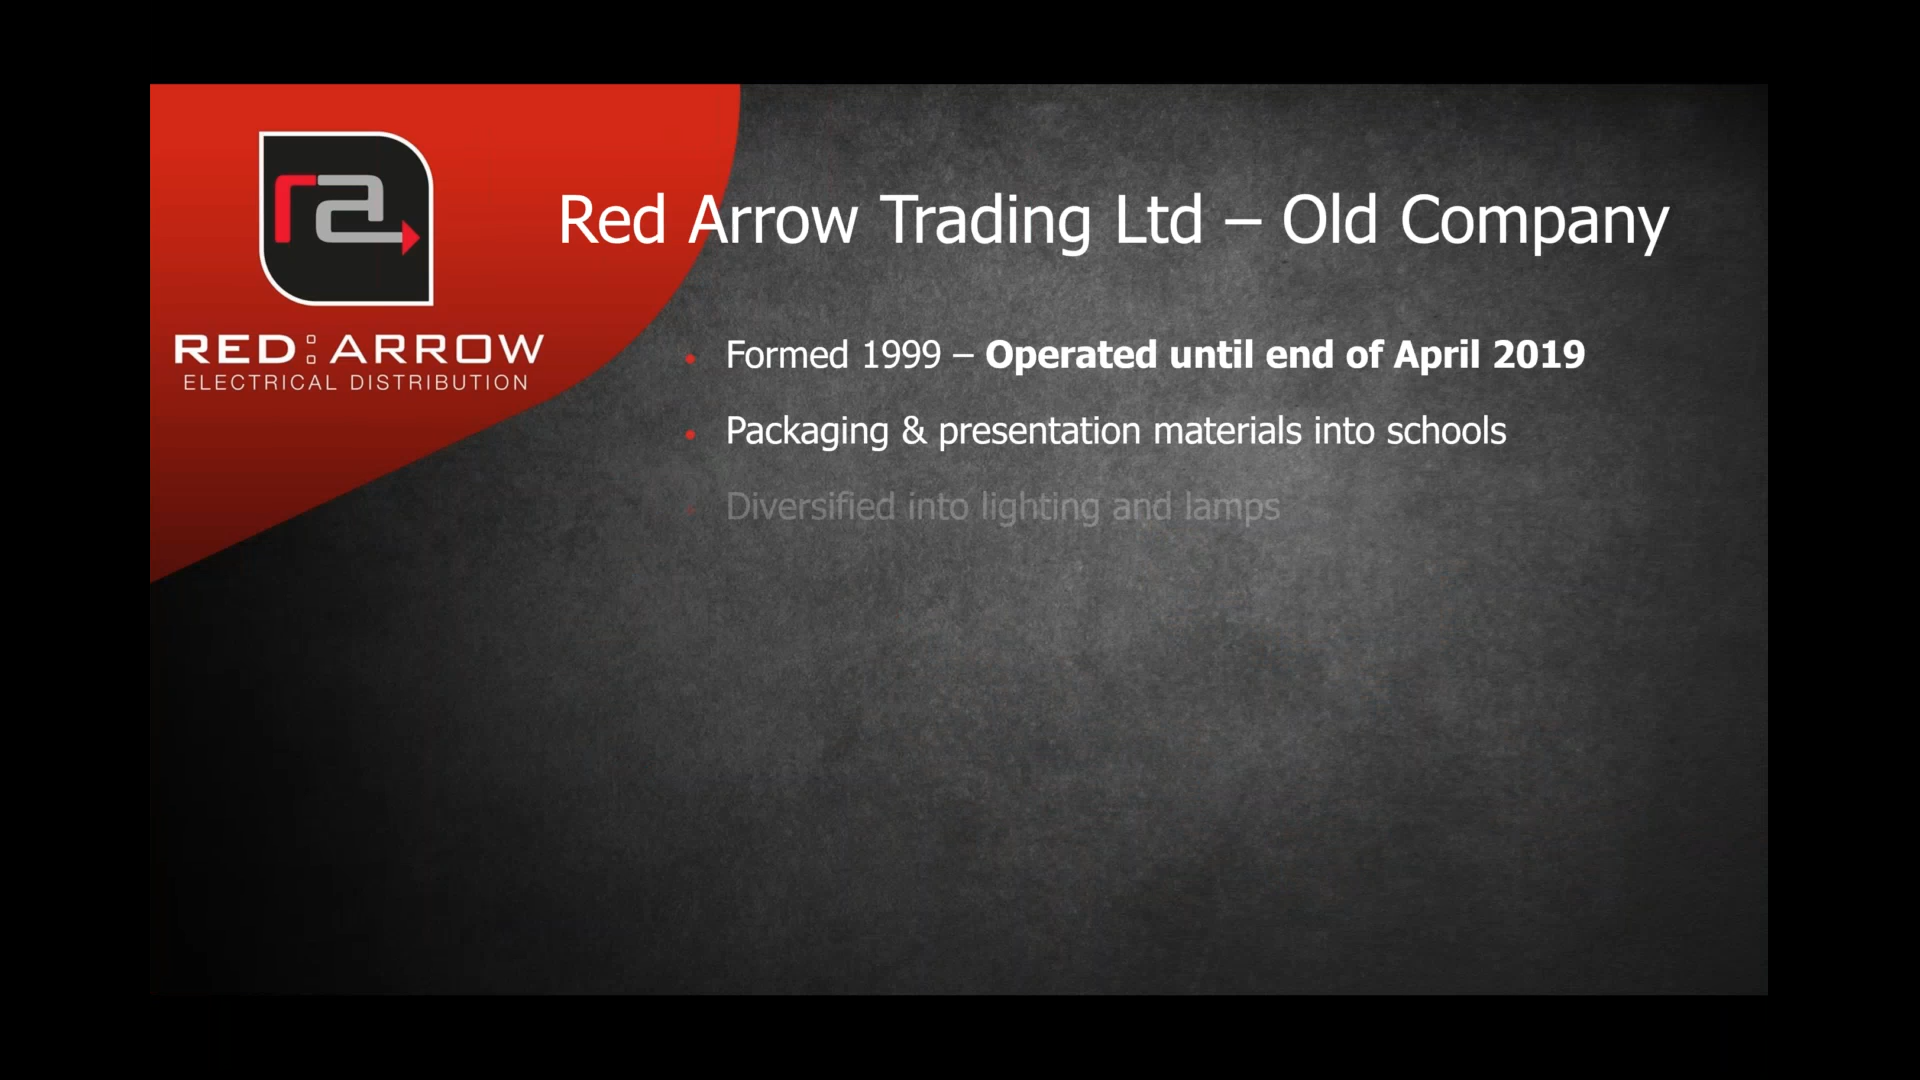 RED:ARROW
ELECTRICAL DISTRIBUTION
Red Arrow Trading Ltd – Old Company
• Formed 1999 – Operated until end of April 2019
• Packaging & presentation materials into schools
• Diversified into lighting and lamps